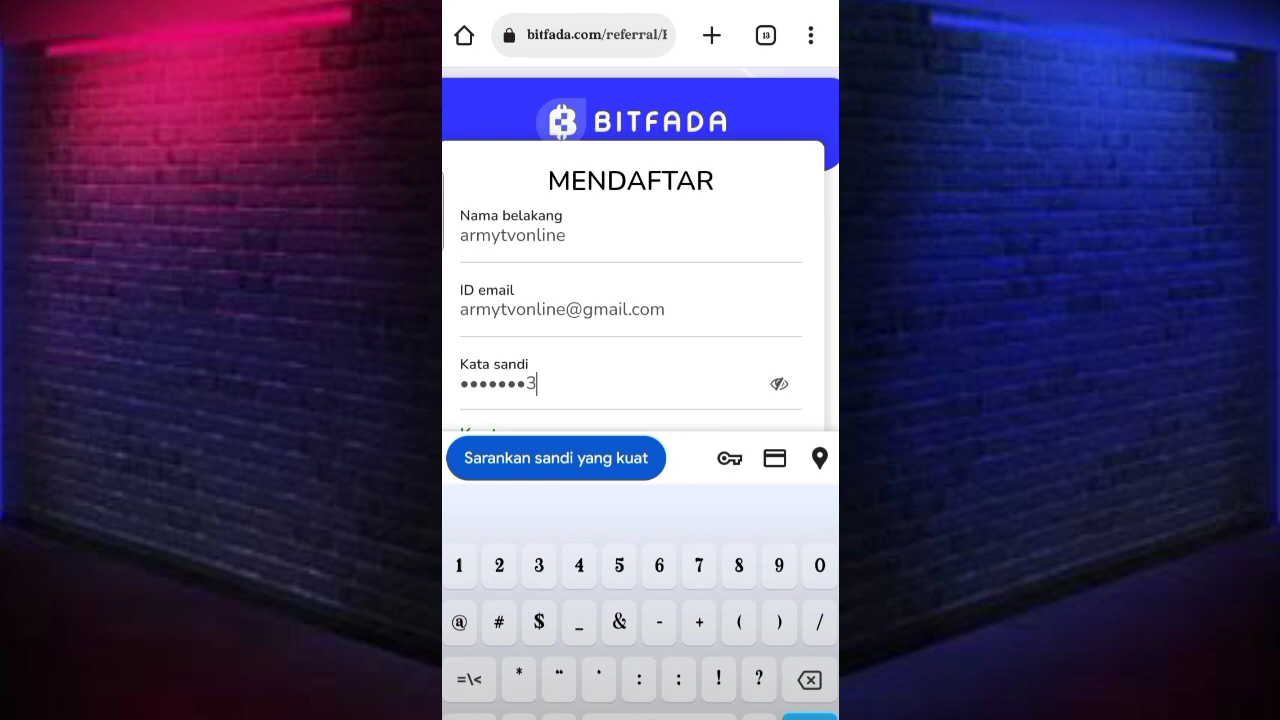 bitfada.com/referral/
13
BITFADA
MENDAFTAR
Nama belakang
armytvonline
ID email
armytvonline@gmail.com
Kata sandi
•••••••3
Sarankan sandi yang kuat
1 2 3 4 5 6 7 8 9 0
@ # $ _ & - + ( ) /
=\< * " ' : ; ! ?